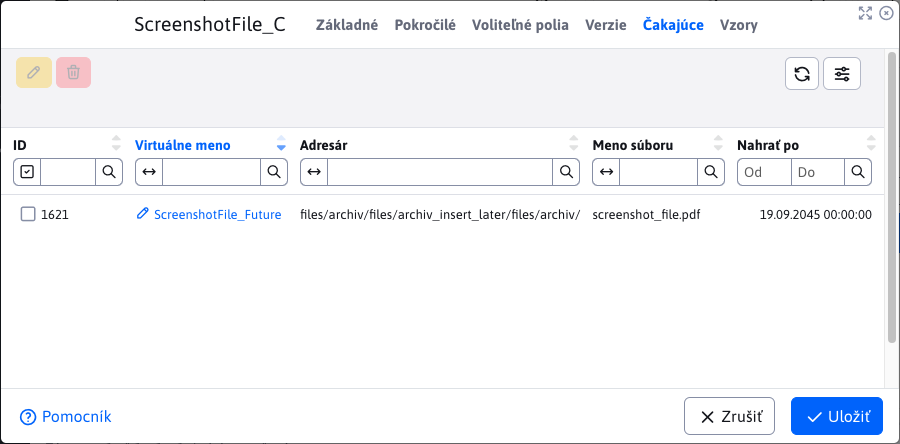 ScreenshotFile_C Základné Pokročilé Voliteľné polia Verzie Čakajúce Vzory
ID Virtuálne meno Adresár Meno súboru Nahrať po
Od Do
1621 ScreenshotFile_Future files/archiv/files/archiv_insert_later/files/archiv/ screenshot_file.pdf 19.09.2045 00:00:00
Pomocník Zrušiť Uložiť